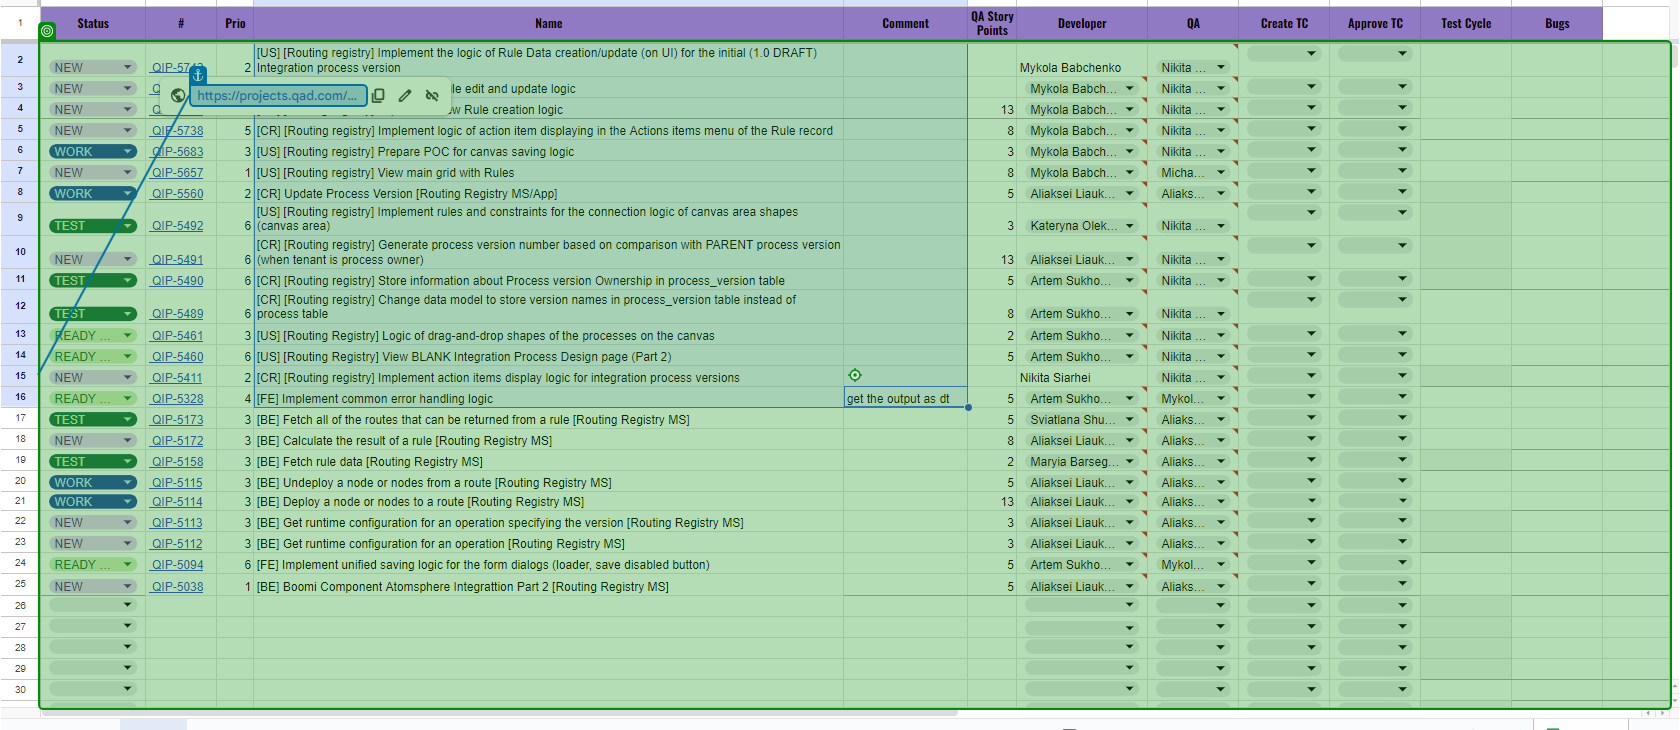 1 Status # Prio Name Comment QA Story Points Developer QA Create TC Approve TC Test Cycle Bugs
2 NEW QIP-5742 2 [US] [Routing registry] Implement the logic of Rule Data creation/update (on UI) for the initial (1.0 DRAFT)
Integration process version Mykola Babchenko Nikita ...
3 NEW https://projects.qad.com/... le edit and update logic Mykola Babch... Nikita ...
4 NEW w Rule creation logic 13 Mykola Babch... Nikita ...
5 NEW QIP-5738 5 [CR] [Routing registry] Implement logic of action item displaying in the Actions items menu of the Rule record 8 Mykola Babch... Nikita ...
6 WORK QIP-5683 3 [US] [Routing registry] Prepare POC for canvas saving logic 3 Mykola Babch... Nikita ...
7 NEW QIP-5657 1 [US] [Routing registry] View main grid with Rules 8 Mykola Babch... Micha...
8 WORK QIP-5560 2 [CR] Update Process Version [Routing Registry MS/App] 5 Aliaksei Liauk... Aliaks...
9 TEST QIP-5492 6 [US] [Routing registry] Implement rules and constraints for the connection logic of canvas area shapes
(canvas area) 3 Kateryna Olek... Nikita ...
10 NEW QIP-5491 6 [CR] [Routing registry] Generate process version number based on comparison with PARENT process version
(when tenant is process owner) 13 Aliaksei Liauk... Nikita ...
11 TEST QIP-5490 6 [CR] [Routing registry] Store information about Process version Ownership in process_version table 5 Artem Sukho... Nikita ...
12 TEST QIP-5489 6 [CR] [Routing registry] Change data model to store version names in process_version table instead of
process table 8 Artem Sukho... Nikita ...
13 READY ... QIP-5461 3 [US] [Routing Registry] Logic of drag-and-drop shapes of the processes on the canvas 2 Artem Sukho... Nikita ...
14 READY ... QIP-5460 6 [US] [Routing Registry] View BLANK Integration Process Design page (Part 2) 5 Artem Sukho... Nikita ...
15 NEW QIP-5411 2 [CR] [Routing registry] Implement action items display logic for integration process versions Nikita Siarhei Nikita ...
16 READY ... QIP-5328 4 [FE] Implement common error handling logic get the output as dt 5 Artem Sukho... Mykol...
17 TEST QIP-5173 3 [BE] Fetch all of the routes that can be returned from a rule [Routing Registry MS] 5 Sviatlana Shu... Aliaks...
18 NEW QIP-5172 3 [BE] Calculate the result of a rule [Routing Registry MS] 8 Aliaksei Liauk... Aliaks...
19 TEST QIP-5158 3 [BE] Fetch rule data [Routing Registry MS] 2 Maryia Barseg... Aliaks...
20 WORK QIP-5115 3 [BE] Undeploy a node or nodes from a route [Routing Registry MS] 5 Aliaksei Liauk... Aliaks...
21 WORK QIP-5114 3 [BE] Deploy a node or nodes to a route [Routing Registry MS] 13 Aliaksei Liauk... Aliaks...
22 NEW QIP-5113 3 [BE] Get runtime configuration for an operation specifying the version [Routing Registry MS] 3 Aliaksei Liauk... Aliaks...
23 NEW QIP-5112 3 [BE] Get runtime configuration for an operation [Routing Registry MS] 3 Aliaksei Liauk... Aliaks...
24 READY ... QIP-5094 6 [FE] Implement unified saving logic for the form dialogs (loader, save disabled button) 5 Artem Sukho... Mykol...
25 NEW QIP-5038 1 [BE] Boomi Component Atomsphere Integrattion Part 2 [Routing Registry MS] 5 Aliaksei Liauk... Aliaks...
26
27
28
29
30